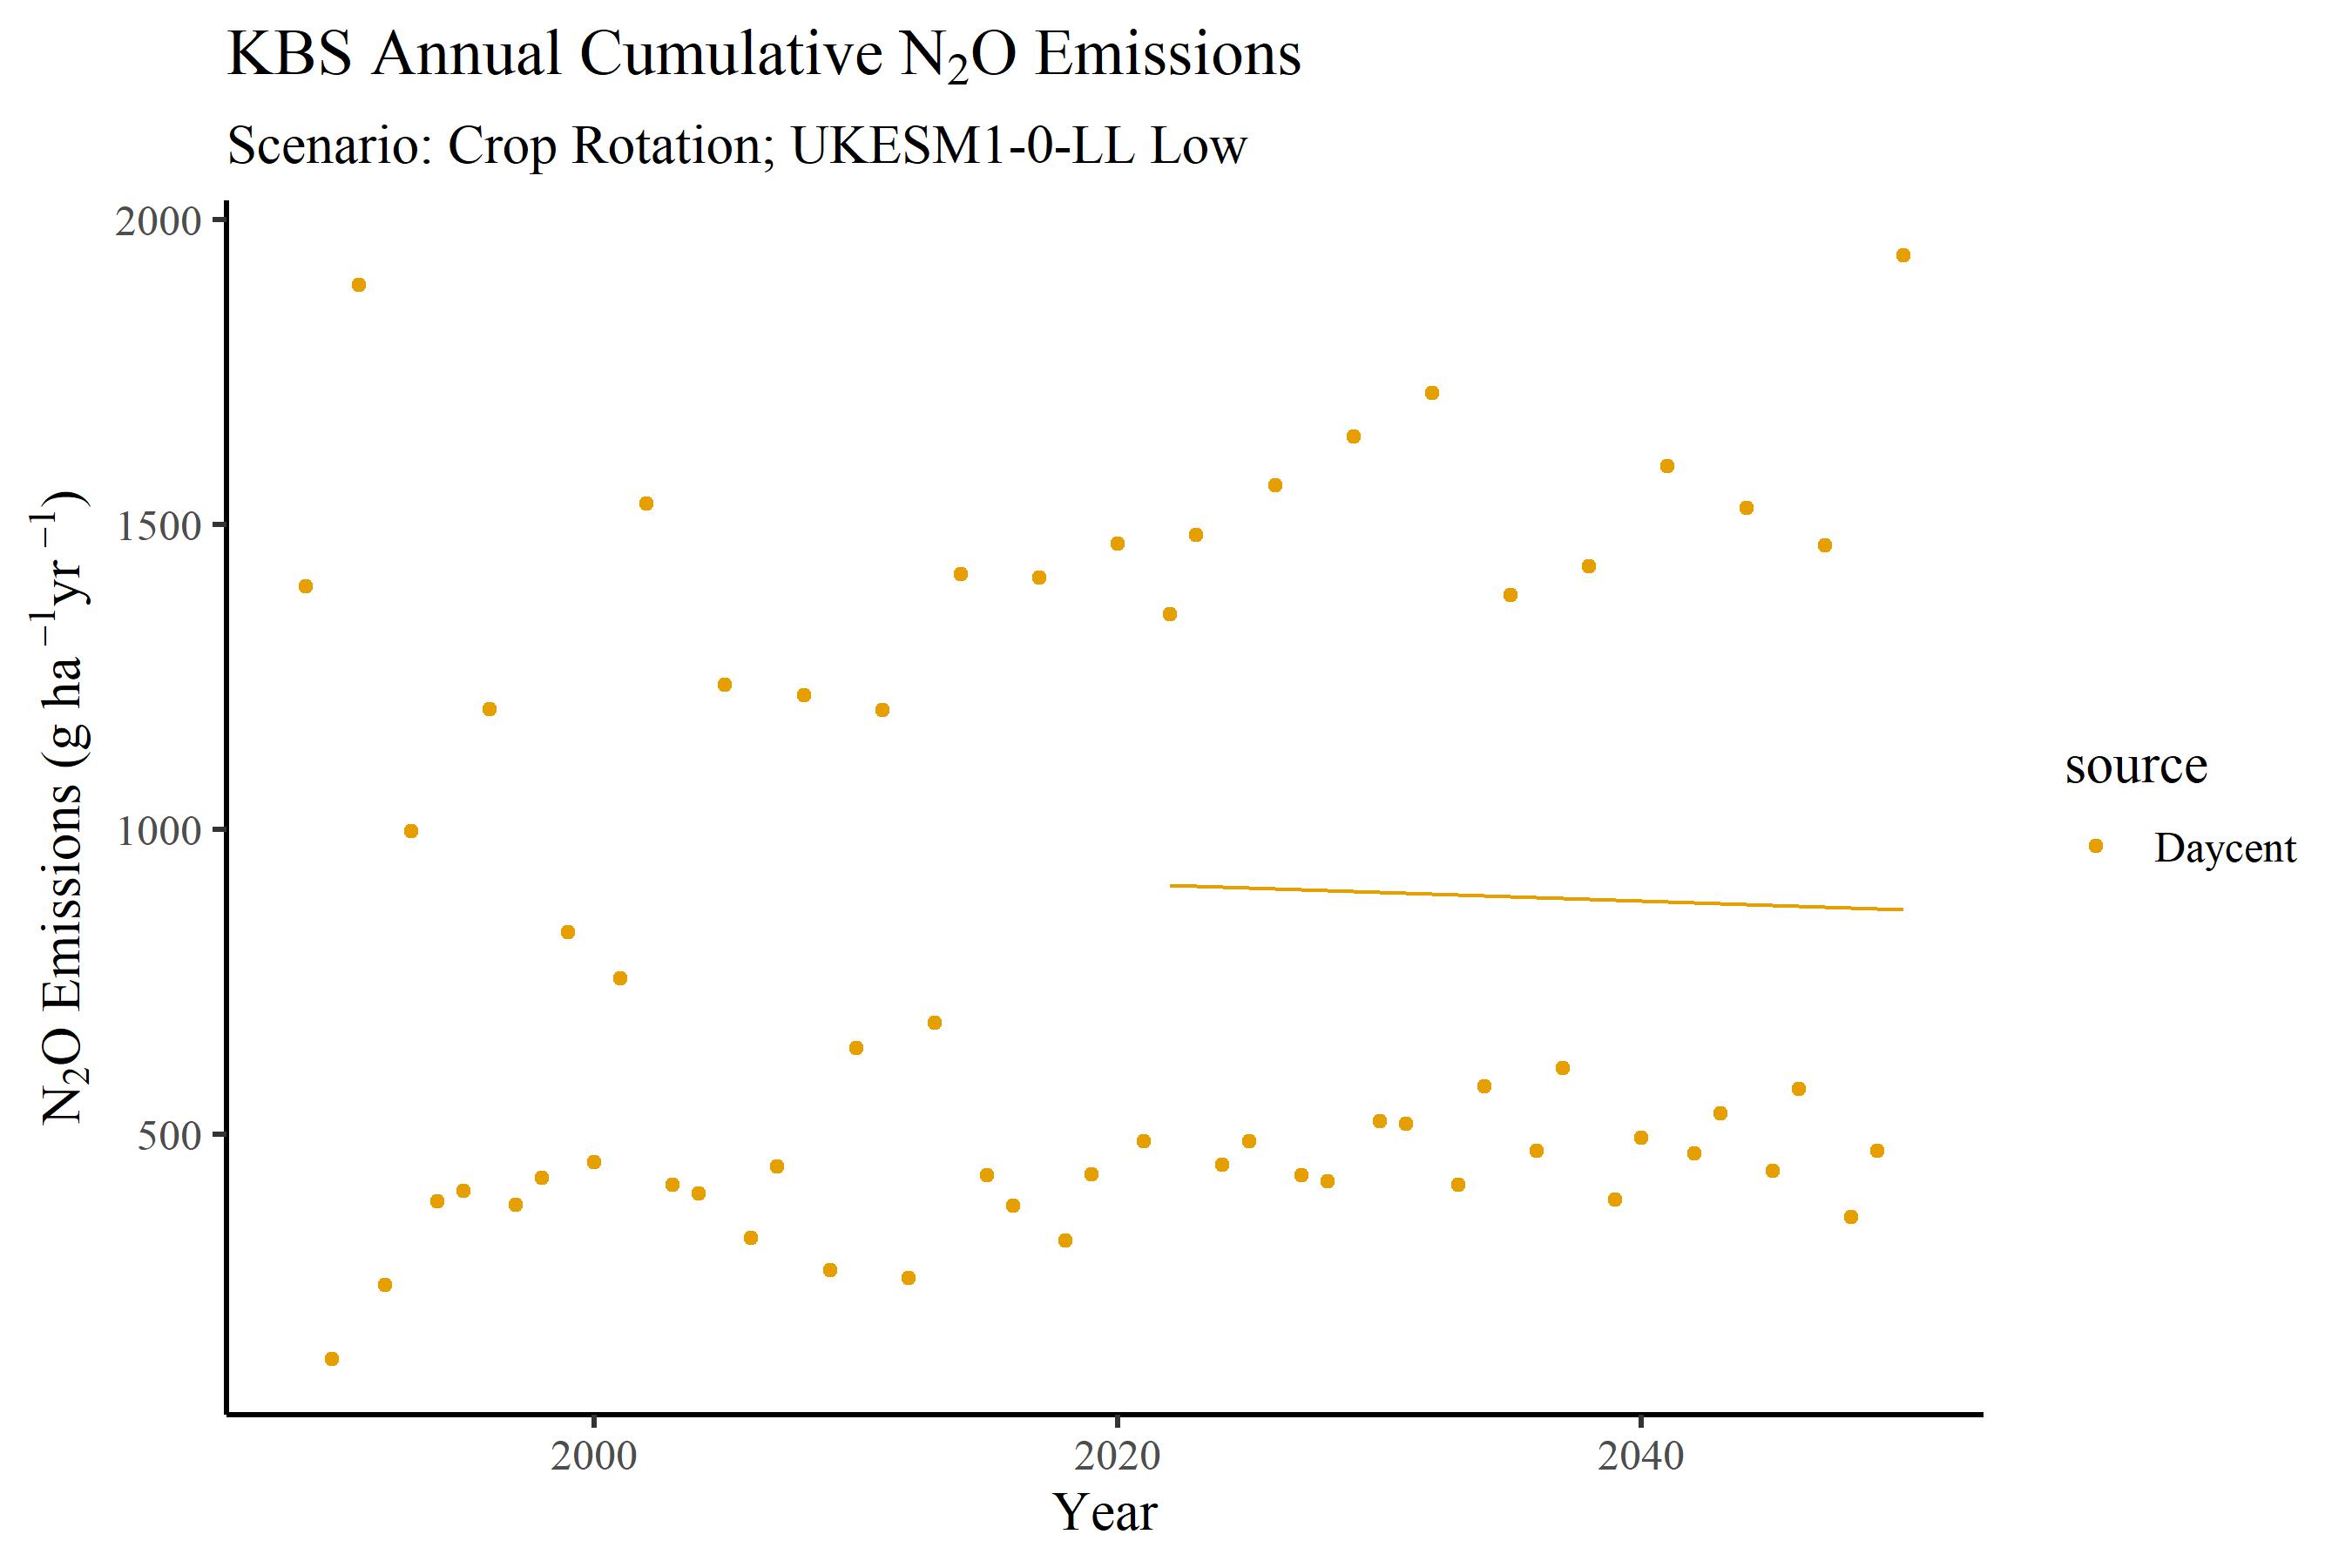 KBS Annual Cumulative N₂O Emissions
Scenario: Crop Rotation; UKESM1-0-LL Low
N₂O Emissions (g ha ⁻¹yr ⁻¹)
2000
1500
1000
500
2000 2020 2040
Year
source
Daycent